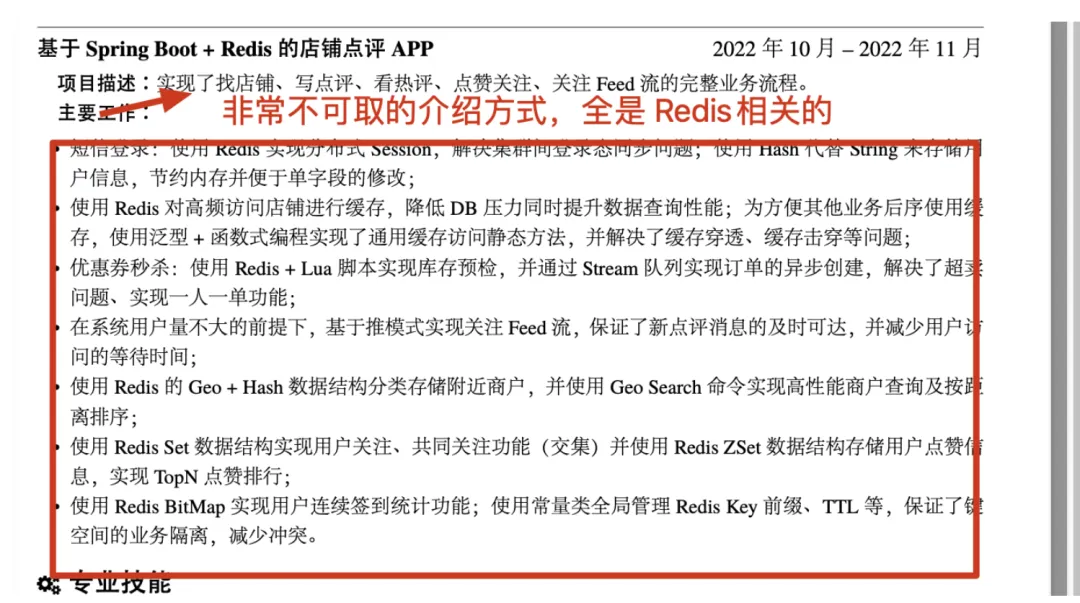 基于 Spring Boot + Redis 的店铺点评 APP 2022 年 10 月 – 2022 年 11 月
项目描述：实现了找店铺、写点评、看热评、点赞关注、关注 Feed 流的完整业务流程。
主要工作：
非常不可取的介绍方式，全是 Redis相关的
• 短信登录：使用 Redis 实现分布式 Session，解决集群间登录态同步问题；使用 Hash 代替 String 来存储用
户信息，节约内存并便于单字段的修改；
• 使用 Redis 对高频访问店铺进行缓存，降低 DB 压力同时提升数据查询性能；为方便其他业务后序使用缓
存，使用泛型 + 函数式编程实现了通用缓存访问静态方法，并解决了缓存穿透、缓存击穿等问题；
• 优惠券秒杀：使用 Redis + Lua 脚本实现库存预检，并通过 Stream 队列实现订单的异步创建，解决了超卖
问题、实现一人一单功能；
• 在系统用户量不大的前提下，基于推模式实现关注 Feed 流，保证了新点评消息的及时可达，并减少用户访
问的等待时间；
• 使用 Redis 的 Geo + Hash 数据结构分类存储附近商户，并使用 Geo Search 命令实现高性能商户查询及按距
离排序；
• 使用 Redis Set 数据结构实现用户关注、共同关注功能（交集）并使用 Redis ZSet 数据结构存储用户点赞信
息，实现 TopN 点赞排行；
• 使用 Redis BitMap 实现用户连续签到统计功能；使用常量类全局管理 Redis Key 前缀、TTL 等，保证了键
空间的业务隔离，减少冲突。
专业技能